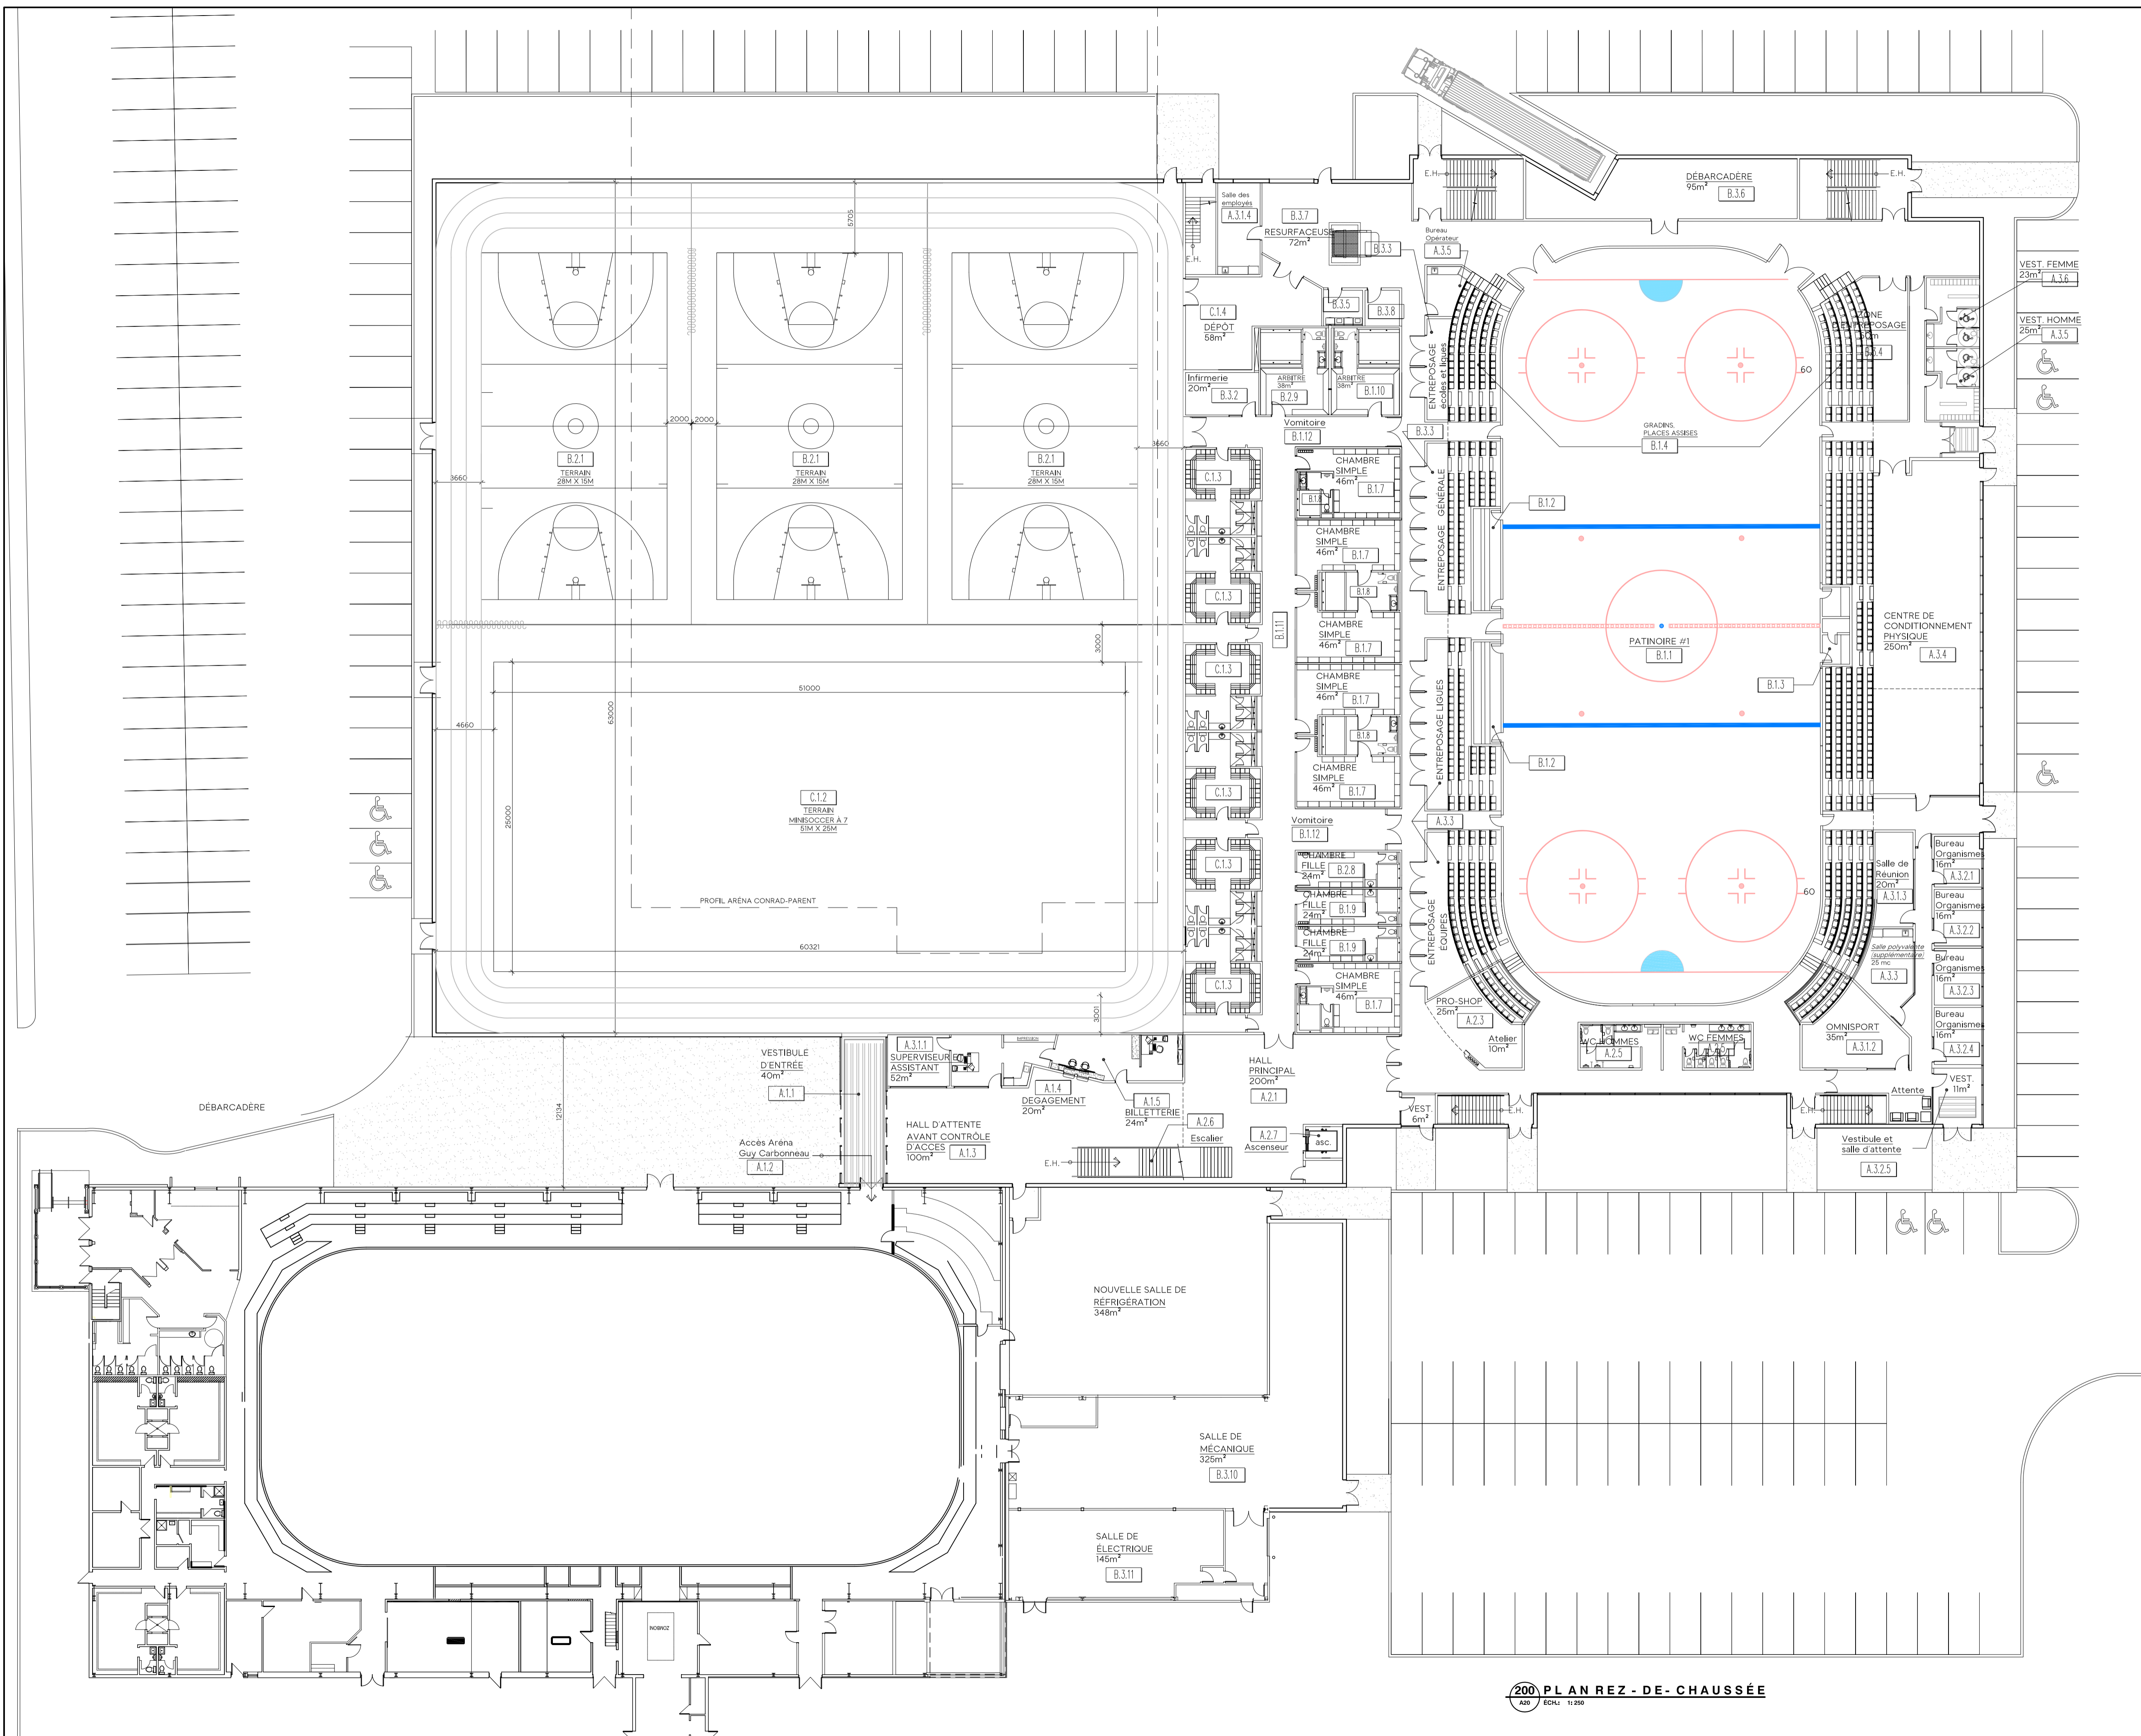 E.H.
DÉBARCADÈRE
95m²
B.3.6
E.H.
Salle des
employés
A.3.1.4
B.3.7
RESURFACEUSE
72m²
E.H.
B.3.3
Bureau
Opérateur
A.3.5
VEST. FEMME
23m²
A.3.6
VEST. HOMME
25m²
A.3.5
5705
C.1.4
DÉPÔT
58m²
B.3.5
B.3.8
ENTREPOSAGE
écoles et ligues
ZONE
D'ENTREPOSAGE
B.3.4
60
Infirmerie
20m²
B.3.2
ARBITRE
38m²
B.2.9
ARBITRE
38m²
B.1.10
2000
2000
Vomitoire
B.1.12
B.3.3
GRADINS,
PLACES ASSISES
B.1.4
3660
3660
B.2.1
TERRAIN
28M X 15M
B.2.1
TERRAIN
28M X 15M
B.2.1
TERRAIN
28M X 15M
C.1.3
CHAMBRE
SIMPLE
46m²
B.1.7
B.1.8
ENTREPOSAGE GÉNÉRALE
B.1.2
CHAMBRE
SIMPLE
46m²
B.1.7
C.1.3
B.1.8
B.1.11
CHAMBRE
SIMPLE
46m²
B.1.7
PATINOIRE #1
B.1.1
CENTRE DE
CONDITIONNEMENT
PHYSIQUE
250m²
A.3.4
3000
C.1.3
CHAMBRE
SIMPLE
46m²
B.1.7
B.1.3
51000
63000
4660
B.1.8
ENTREPOSAGE LIGUES
B.1.2
CHAMBRE
SIMPLE
46m²
B.1.7
C.1.3
C.1.2
TERRAIN
MINISOCCER À 7
51M X 25M
25000
Vomitoire
B.1.12
A.3.3
C.1.3
CHAMBRE
FILLE
24m²
B.2.8
CHAMBRE
FILLE
24m²
B.1.9
CHAMBRE
FILLE
24m²
B.1.9
ENTREPOSAGE
ÉQUIPES
60
Salle de
Réunion
20m²
A.3.1.3
Bureau
Organismes
16m²
A.3.2.1
Bureau
Organismes
16m²
A.3.2.2
PROFIL ARÉNA CONRAD-PARENT
60321
Salle polyvalente
(supplémentaire)
25 mc
A.3.3
Bureau
Organismes
16m²
A.3.2.3
C.1.3
CHAMBRE
SIMPLE
46m²
B.1.7
3001
PRO-SHOP
25m²
A.2.3
Atelier
10m²
WC HOMMES
A.2.5
WC FEMMES
OMNISPORT
35m²
A.3.1.2
Bureau
Organismes
16m²
A.3.2.4
VESTIBULE
D'ENTRÉE
40m²
A.1.1
A.3.1.1
SUPERVISEUR ET
ASSISTANT
52m²
A.1.4
DEGAGEMENT
20m²
A.1.5
BILLETTERIE
24m²
HALL
PRINCIPAL
200m²
A.2.1
VEST.
11m²
Attente
VEST.
6m²
E.H.
E.H.
DÉBARCADÈRE
12134
Accès Aréna
Guy Carbonneau
A.1.2
HALL D'ATTENTE
AVANT CONTRÔLE
D'ACCES
100m²
A.1.3
A.2.6
Escalier
E.H.
A.2.7
Ascenseur
asc.
Vestibule et
salle d'attente
A.3.2.5
NOUVELLE SALLE DE
RÉFRIGÉRATION
348m²
SALLE DE
MÉCANIQUE
325m²
B.3.10
SALLE DE
ÉLECTRIQUE
145m²
B.3.11
ZOMBONI
200
A20
PLAN REZ-DE-CHAUSSÉE
ÉCH.: 1:250